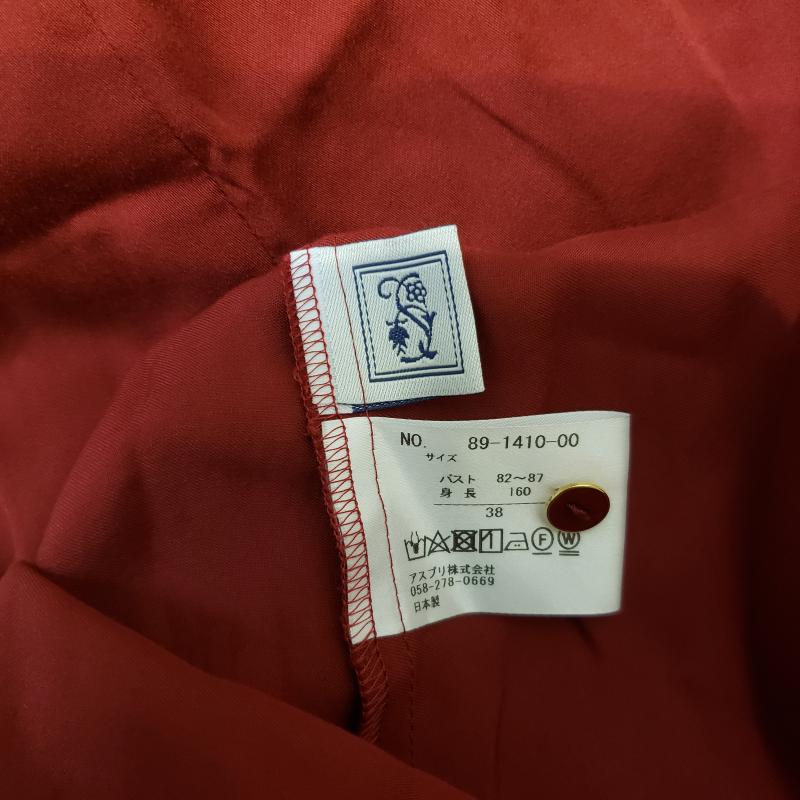 NO. 89-1410-00
サイズ
バスト 82〜87
身長 160
38
F W
アスプリ株式会社
058-278-0669
日本製